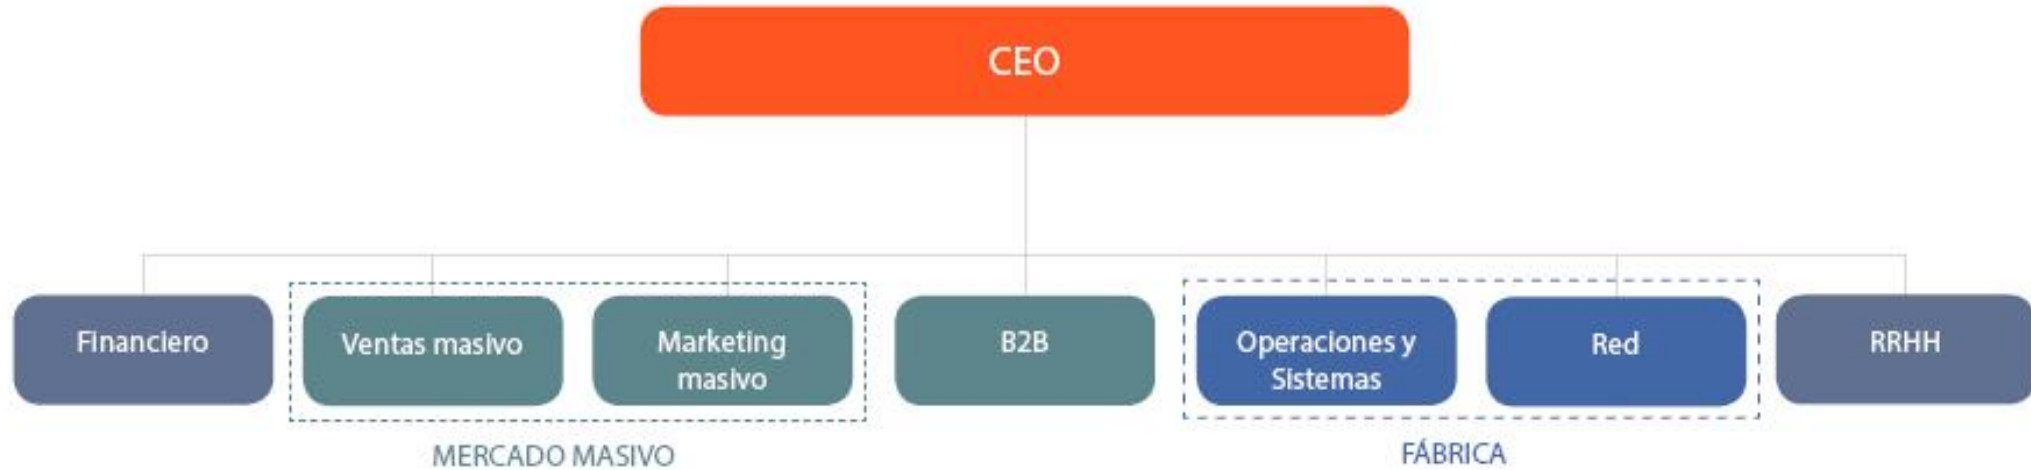 CEO
Financiero
Ventas masivo
Marketing
masivo
B2B
Operaciones y
Sistemas
Red
RRHH
MERCADO MASIVO
FÁBRICA